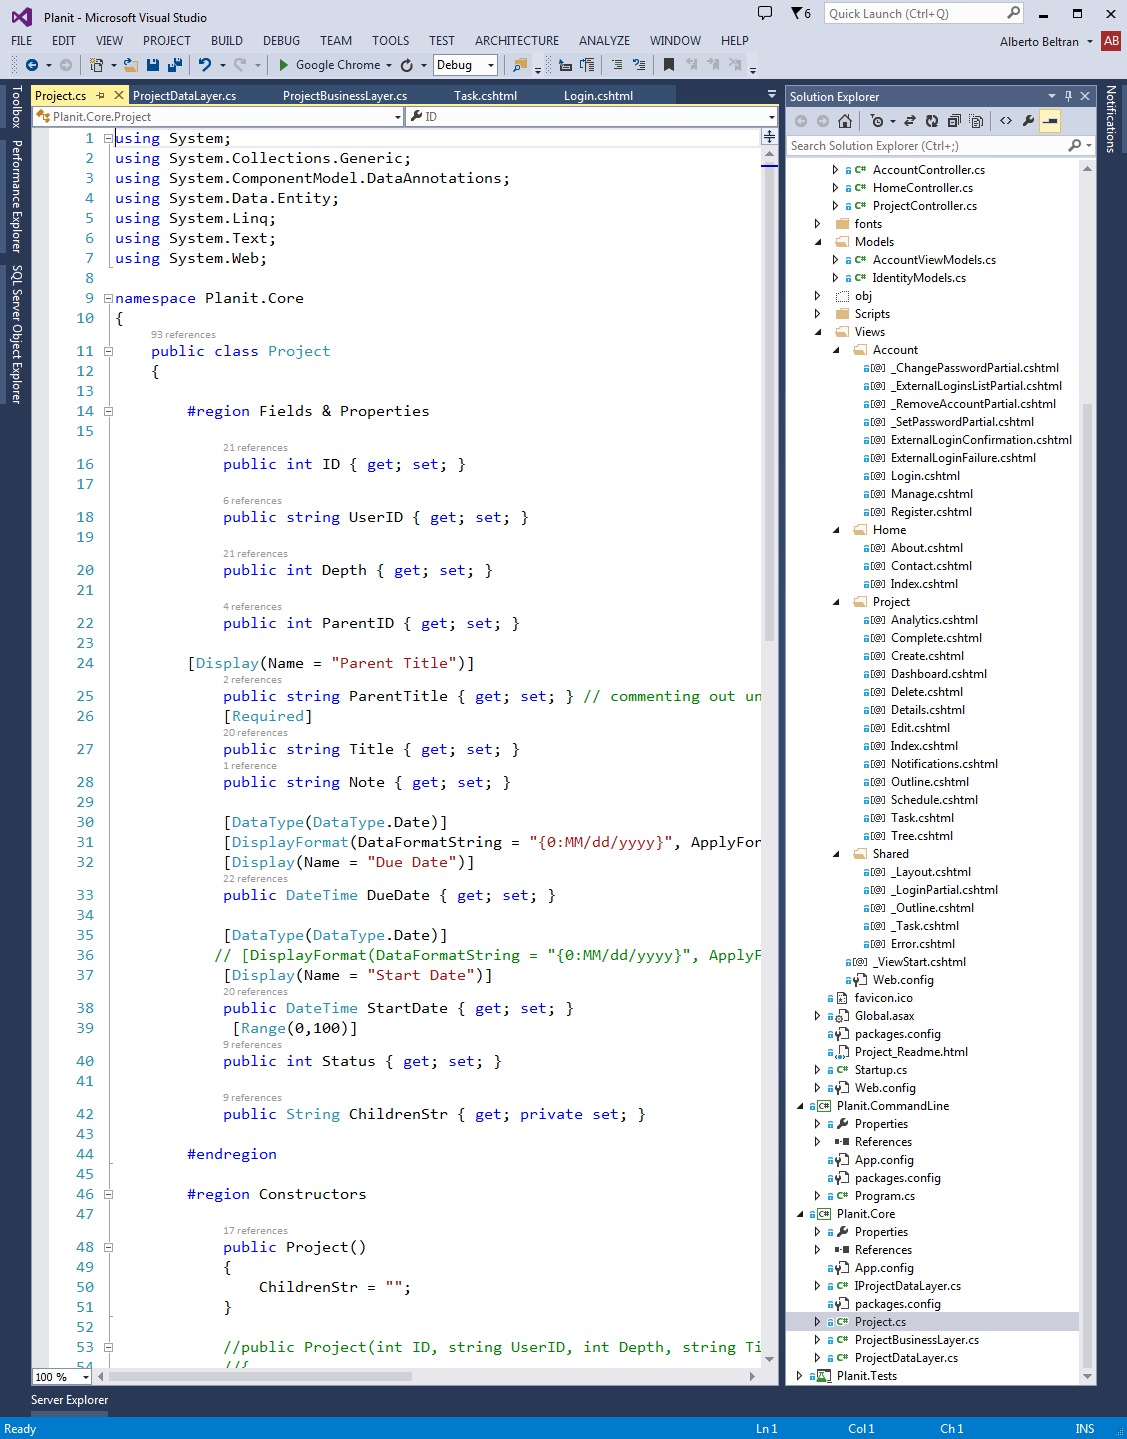 Planit - Microsoft Visual Studio
6
Quick Launch (Ctrl+Q)
FILE EDIT VIEW PROJECT BUILD DEBUG TEAM TOOLS TEST ARCHITECTURE ANALYZE WINDOW HELP
Alberto Beltran AB
Google Chrome
Debug
Toolbox
Performance Explorer
SQL Server Object Explorer
Project.cs ProjectDataLayer.cs ProjectBusinessLayer.cs Task.cshtml Login.cshtml
Planit.Core.Project ID
1 using System;
2 using System.Collections.Generic;
3 using System.ComponentModel.DataAnnotations;
4 using System.Data.Entity;
5 using System.Linq;
6 using System.Text;
7 using System.Web;
8
9 namespace Planit.Core
10 {
93 references
11 public class Project
12 {
13
14 #region Fields & Properties
15
21 references
16 public int ID { get; set; }
17
6 references
18 public string UserID { get; set; }
19
21 references
20 public int Depth { get; set; }
21
4 references
22 public int ParentID { get; set; }
23
24 [Display(Name = "Parent Title")]
2 references
25 public string ParentTitle { get; set; } // commenting out un
26 [Required]
20 references
27 public string Title { get; set; }
1 reference
28 public string Note { get; set; }
29
30 [DataType(DataType.Date)]
31 [DisplayFormat(DataFormatString = "{0:MM/dd/yyyy}", ApplyFor
32 [Display(Name = "Due Date")]
22 references
33 public DateTime DueDate { get; set; }
34
35 [DataType(DataType.Date)]
36 // [DisplayFormat(DataFormatString = "{0:MM/dd/yyyy}", ApplyF
37 [Display(Name = "Start Date")]
20 references
38 public DateTime StartDate { get; set; }
39 [Range(0,100)]
9 references
40 public int Status { get; set; }
41
9 references
42 public String ChildrenStr { get; private set; }
43
44 #endregion
45
46 #region Constructors
47
17 references
48 public Project()
49 {
50 ChildrenStr = "";
51 }
52
53 //public Project(int ID, string UserID, int Depth, string Ti
54 //{
100 %
Solution Explorer
Search Solution Explorer (Ctrl+;)
C# AccountController.cs
C# HomeController.cs
C# ProjectController.cs
fonts
Models
C# AccountViewModels.cs
C# IdentityModels.cs
obj
Scripts
Views
Account
[@] _ChangePasswordPartial.cshtml
[@] _ExternalLoginsListPartial.cshtml
[@] _RemoveAccountPartial.cshtml
[@] _SetPasswordPartial.cshtml
[@] ExternalLoginConfirmation.cshtml
[@] ExternalLoginFailure.cshtml
[@] Login.cshtml
[@] Manage.cshtml
[@] Register.cshtml
Home
[@] About.cshtml
[@] Contact.cshtml
[@] Index.cshtml
Project
[@] Analytics.cshtml
[@] Complete.cshtml
[@] Create.cshtml
[@] Dashboard.cshtml
[@] Delete.cshtml
[@] Details.cshtml
[@] Edit.cshtml
[@] Index.cshtml
[@] Notifications.cshtml
[@] Outline.cshtml
[@] Schedule.cshtml
[@] Task.cshtml
[@] Tree.cshtml
Shared
[@] _Layout.cshtml
[@] _LoginPartial.cshtml
[@] _Outline.cshtml
[@] _Task.cshtml
[@] Error.cshtml
[@] _ViewStart.cshtml
Web.config
favicon.ico
Global.asax
packages.config
Project_Readme.html
C# Startup.cs
Web.config
C# Planit.CommandLine
Properties
References
App.config
packages.config
C# Program.cs
C# Planit.Core
Properties
References
App.config
C# IProjectDataLayer.cs
packages.config
C# Project.cs
C# ProjectBusinessLayer.cs
C# ProjectDataLayer.cs
Planit.Tests
Notifications
Server Explorer
Ready Ln 1 Col 1 Ch 1 INS